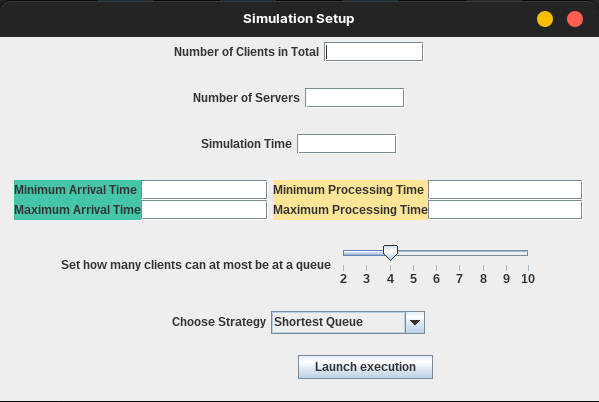 Simulation Setup
Number of Clients in Total
Number of Servers
Simulation Time
Minimum Arrival Time Minimum Processing Time
Maximum Arrival Time Maximum Processing Time
Set how many clients can at most be at a queue
2 3 4 5 6 7 8 9 10
Choose Strategy Shortest Queue
Launch execution